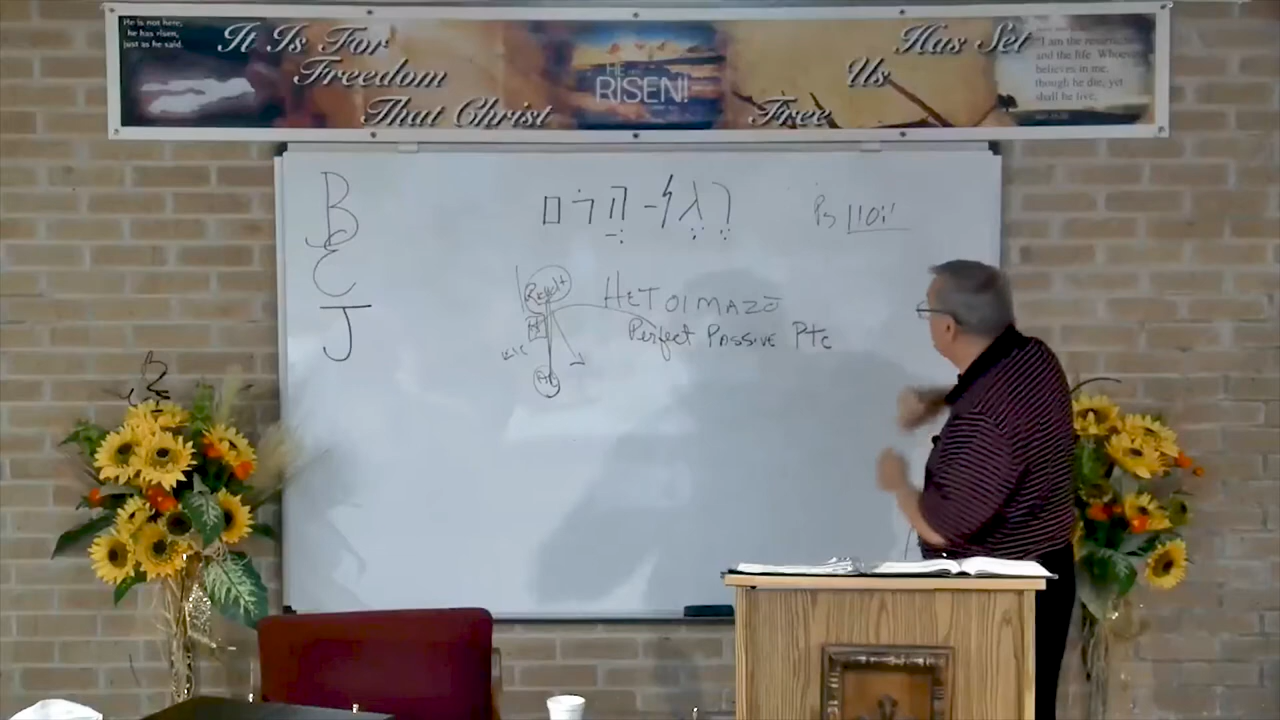 He is not here;
he has risen,
just as he said.
It Is For
Freedom
That Christ
HE
RISEN!
Has Set
Us
Free
"I am the resurrection
and the life. Whoever
believes in me,
though he die, yet
shall he live,
B
C
J
Ps 110:1
Result
HETOIMAZŌ
Perfect Passive Ptc